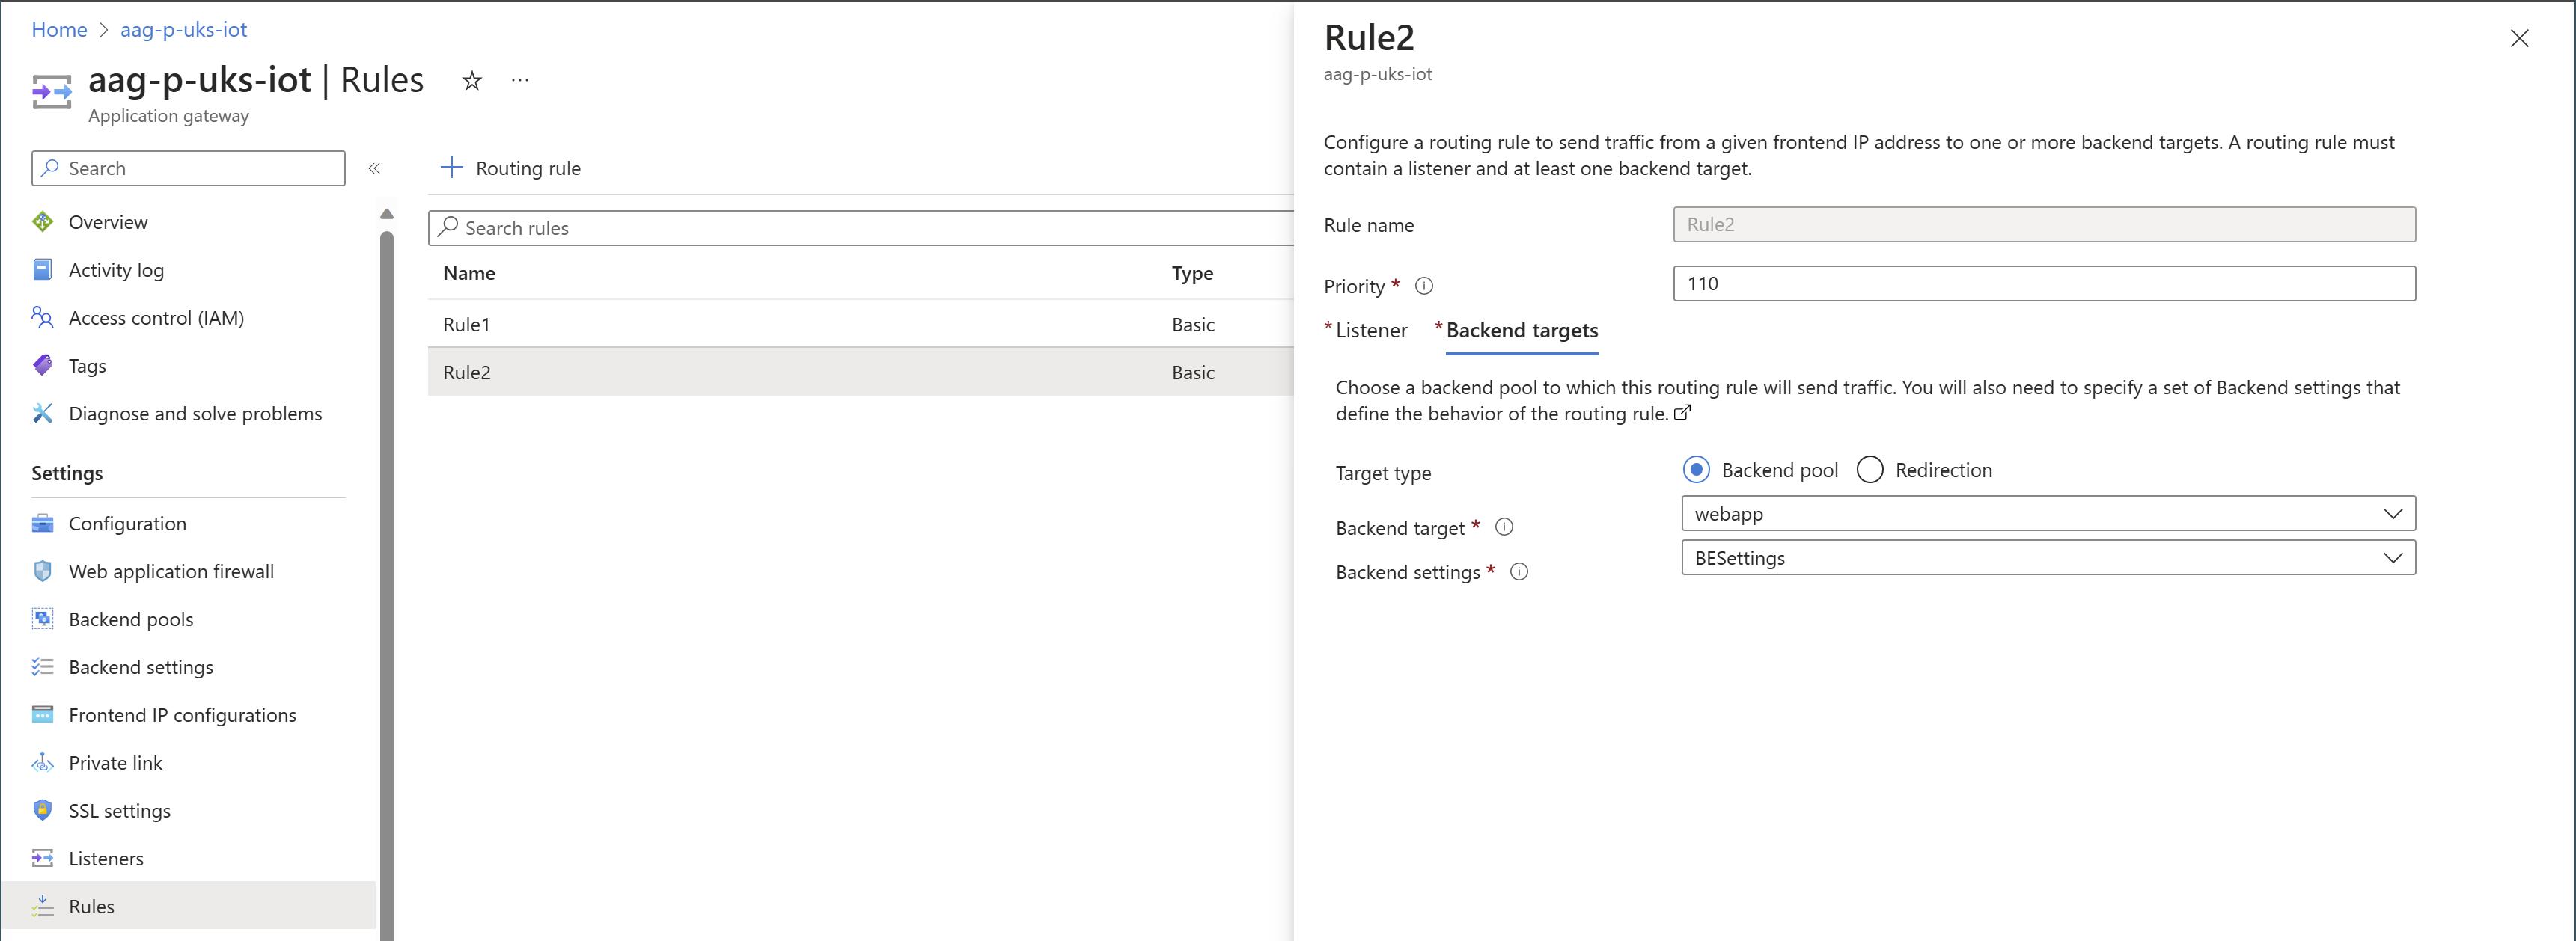 Home > aag-p-uks-iot
aag-p-uks-iot | Rules
Application gateway
Search
Overview
Activity log
Access control (IAM)
Tags
Diagnose and solve problems
Settings
Configuration
Web application firewall
Backend pools
Backend settings
Frontend IP configurations
Private link
SSL settings
Listeners
Rules
Routing rule
Search rules
Name Type
Rule1 Basic
Rule2 Basic
Rule2
aag-p-uks-iot
Configure a routing rule to send traffic from a given frontend IP address to one or more backend targets. A routing rule must
contain a listener and at least one backend target.
Rule name Rule2
Priority * 110
* Listener * Backend targets
Choose a backend pool to which this routing rule will send traffic. You will also need to specify a set of Backend settings that
define the behavior of the routing rule.
Target type Backend pool Redirection
Backend target * webapp
Backend settings * BESettings